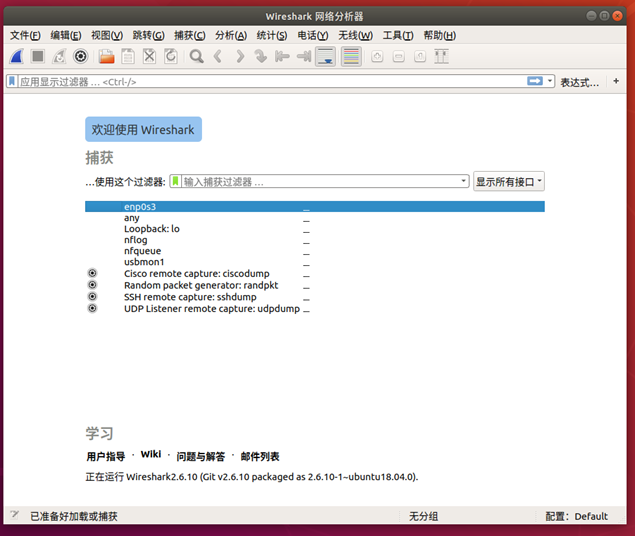 Wireshark 网络分析器
文件(F) 编辑(E) 视图(V) 跳转(G) 捕获(C) 分析(A) 统计(S) 电话(Y) 无线(W) 工具(T) 帮助(H)
应用显示过滤器 … <Ctrl-/> 表达式… +
欢迎使用 Wireshark
捕获
…使用这个过滤器: 输入捕获过滤器 … 显示所有接口
enp0s3
any
Loopback: lo
nflog
nfqueue
usbmon1
Cisco remote capture: ciscodump
Random packet generator: randpkt
SSH remote capture: sshdump
UDP Listener remote capture: udpdump
学习
用户指导 · Wiki · 问题与解答 · 邮件列表
正在运行 Wireshark2.6.10 (Git v2.6.10 packaged as 2.6.10-1~ubuntu18.04.0).
已准备好加载或捕获 无分组 配置：Default